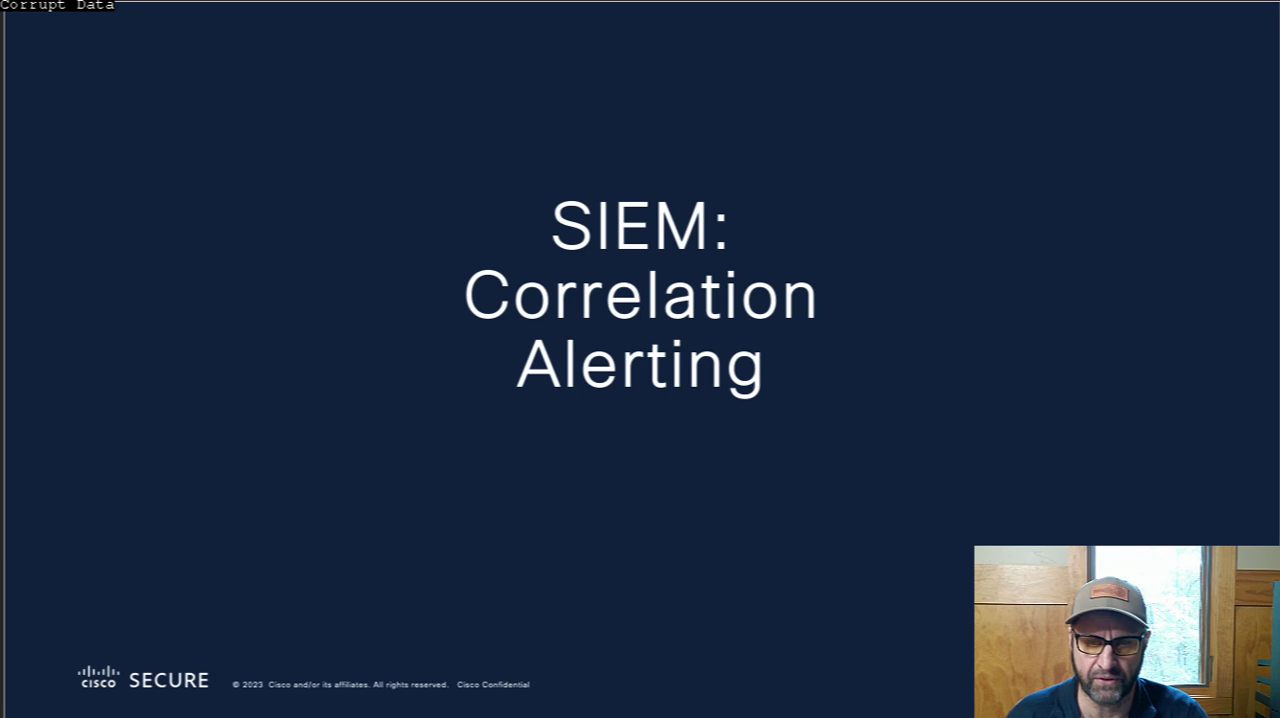 Corrupt Data
SIEM:
Correlation
Alerting
cisco SECURE © 2023 Cisco and/or its affiliates. All rights reserved. Cisco Confidential